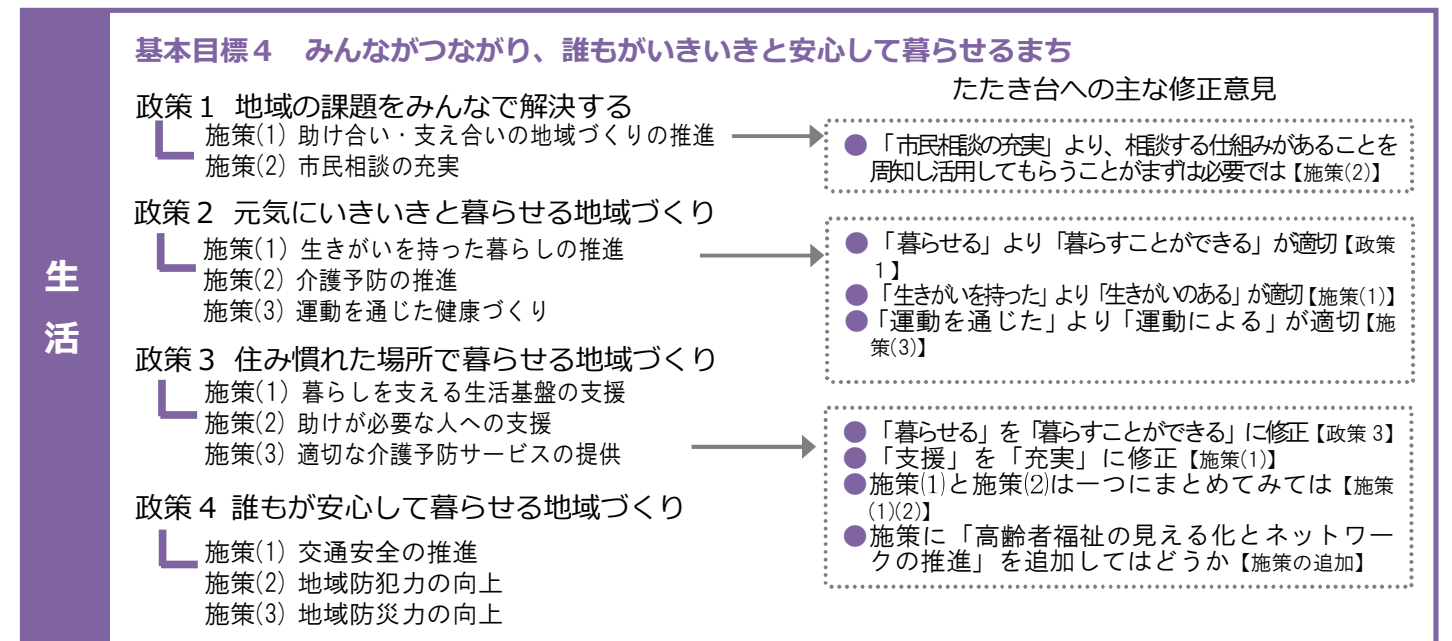 生活
基本目標４　みんながつながり、誰もがいきいきと安心して暮らせるまち
たたき台への主な修正意見
政策１ 地域の課題をみんなで解決する
施策(1) 助け合い・支え合いの地域づくりの推進
施策(2) 市民相談の充実
●「市民相談の充実」より、相談する仕組みがあることを
周知し活用してもらうことがまずは必要では【施策(2)】
政策２ 元気にいきいきと暮らせる地域づくり
施策(1) 生きがいを持った暮らしの推進
施策(2) 介護予防の推進
施策(3) 運動を通じた健康づくり
●「暮らせる」より「暮らすことができる」が適切【政策
１】
●「生きがいを持った」より「生きがいのある」が適切【施策(1)】
●「運動を通じた」より「運動による」が適切【施
策(3)】
政策３ 住み慣れた場所で暮らせる地域づくり
施策(1) 暮らしを支える生活基盤の支援
施策(2) 助けが必要な人への支援
施策(3) 適切な介護予防サービスの提供
●「暮らせる」を「暮らすことができる」に修正【政策 3】
●「支援」を「充実」に修正【施策(1)】
●施策⑴と施策⑵は一つにまとめてみては【施策
(1)(2)】
●施策に「高齢者福祉の見える化とネットワー
クの推進」を追加してはどうか【施策の追加】
政策４ 誰もが安心して暮らせる地域づくり
施策(1) 交通安全の推進
施策(2) 地域防犯力の向上
施策(3) 地域防災力の向上